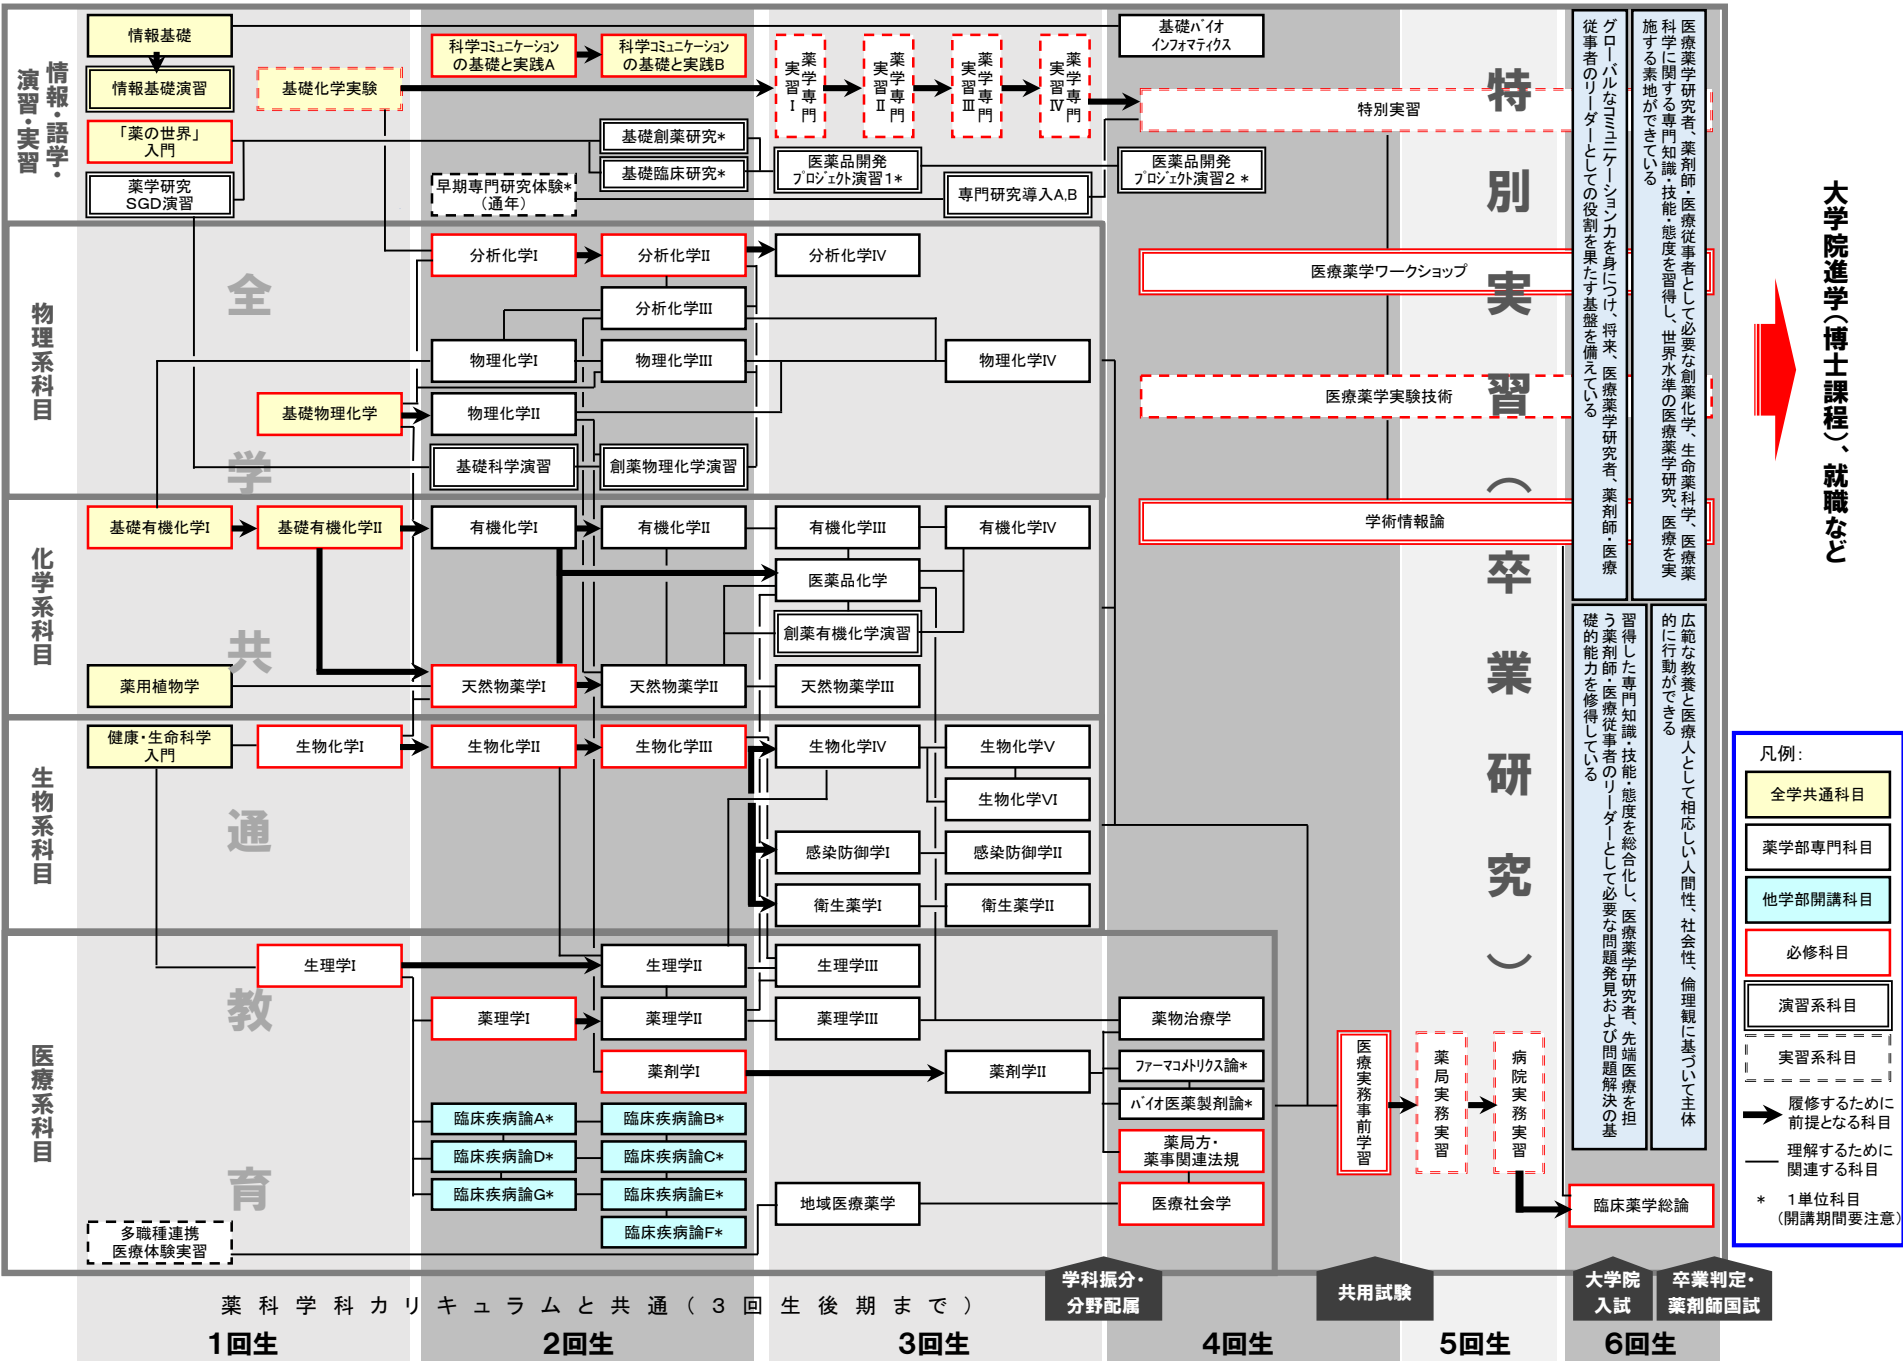 情報・語学・
演習・実習
情報基礎
情報基礎演習
「薬の世界」
入門
薬学研究
SGD演習
基礎化学実験
科学コミュニケーション
の基礎と実践A
科学コミュニケーション
の基礎と実践B
基礎創薬研究*
基礎臨床研究*
早期専門研究体験*
（通年）
薬学専門
実習Ⅰ
薬学専門
実習Ⅱ
薬学専門
実習Ⅲ
薬学専門
実習Ⅳ
医薬品開発
プロジェクト演習1*
専門研究導入A,B
基礎バイオ
インフォマティクス
特別実習
医薬品開発
プロジェクト演習2 *
物理系科目
分析化学I
分析化学II
分析化学IV
分析化学III
物理化学I
物理化学III
物理化学IV
基礎物理化学
物理化学II
基礎科学演習
創薬物理化学演習
医療薬学ワークショップ
医療薬学実験技術
化学系科目
基礎有機化学I
基礎有機化学II
有機化学I
有機化学II
有機化学III
有機化学IV
医薬品化学
創薬有機化学演習
薬用植物学
天然物薬学I
天然物薬学II
天然物薬学III
学術情報論
生物系科目
健康・生命科学
入門
生物化学I
生物化学II
生物化学III
生物化学IV
生物化学V
生物化学VI
感染防御学I
感染防御学II
衛生薬学I
衛生薬学II
医療系科目
生理学I
生理学II
生理学III
薬理学I
薬理学II
薬理学III
薬物治療学
薬剤学I
薬剤学II
ファーマコメトリクス論*
バイオ医薬製剤論*
臨床疾病論A*
臨床疾病論B*
臨床疾病論D*
臨床疾病論C*
臨床疾病論G*
臨床疾病論E*
臨床疾病論F*
薬局方・
薬事関連法規
地域医療薬学
医療社会学
多職種連携
医療体験実習
医療実務事前学習
薬局実務実習
病院実務実習
臨床薬学総論
全学共通教育
特別実習（卒業研究）
医療薬学研究者、薬剤師・医療従事者として必要な創薬化学、生命薬科学、医療薬
科学に関する専門知識・技能・態度を習得し、世界水準の医療薬学研究、医療を実
施する素地ができている
グローバルなコミュニケーション力を身につけ、将来、医療薬学研究者、薬剤師・医療
従事者のリーダーとしての役割を果たす基盤を備えている
広範な教養と医療人として相応しい人間性、社会性、倫理観に基づいて主体
的に行動ができる
習得した専門知識・技能・態度を総合化し、医療薬学研究者、先端医療を担
う薬剤師・医療従事者のリーダーとして必要な問題発見および問題解決の基
礎的能力を修得している
大学院進学（博士課程）、就職など
凡例：
全学共通科目
薬学部専門科目
他学部開講科目
必修科目
演習系科目
実習系科目
履修するために
前提となる科目
理解するために
関連する科目
* 1単位科目
（開講期間要注意）
学科振分・
分野配属
共用試験
大学院
入試
卒業判定・
薬剤師国試
薬科学科カリキュラムと共通（3回生後期まで）
1回生
2回生
3回生
4回生
5回生
6回生